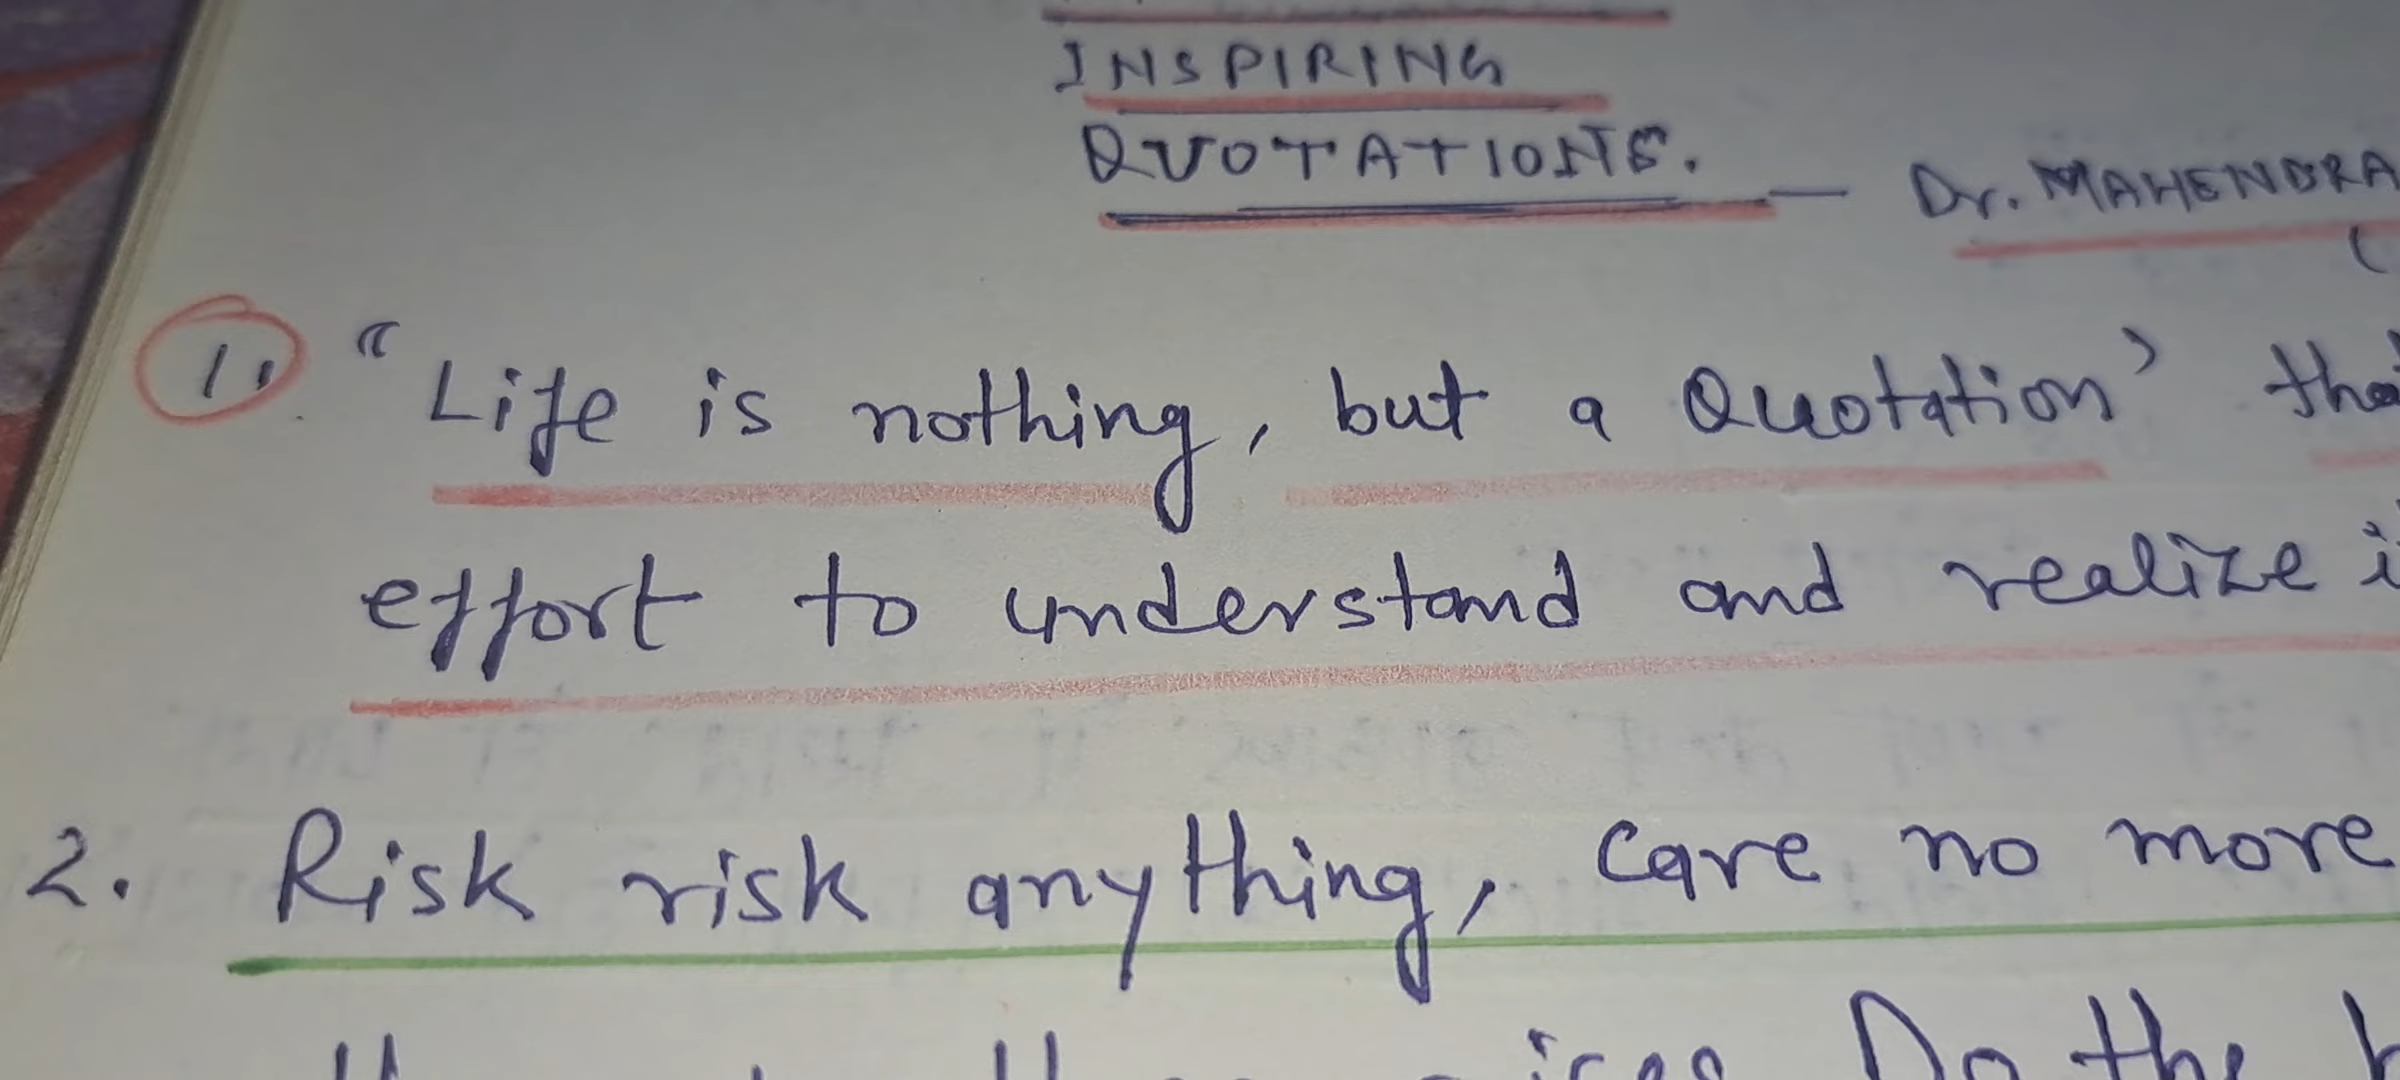 INSPIRING
QUOTATIONS. — Dr. MAHENDRA
1. "Life is nothing, but a Quotation'
effort to understand and realize
2. Risk risk anything, care no more
Do the